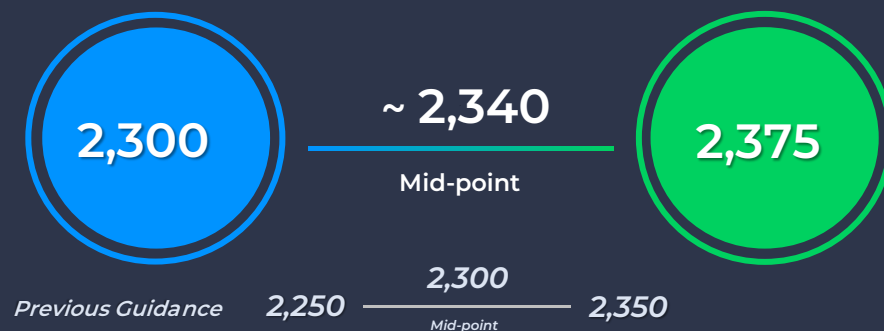 2,300
~ 2,340
Mid-point
2,375
Previous Guidance
2,250
2,300
Mid-point
2,350